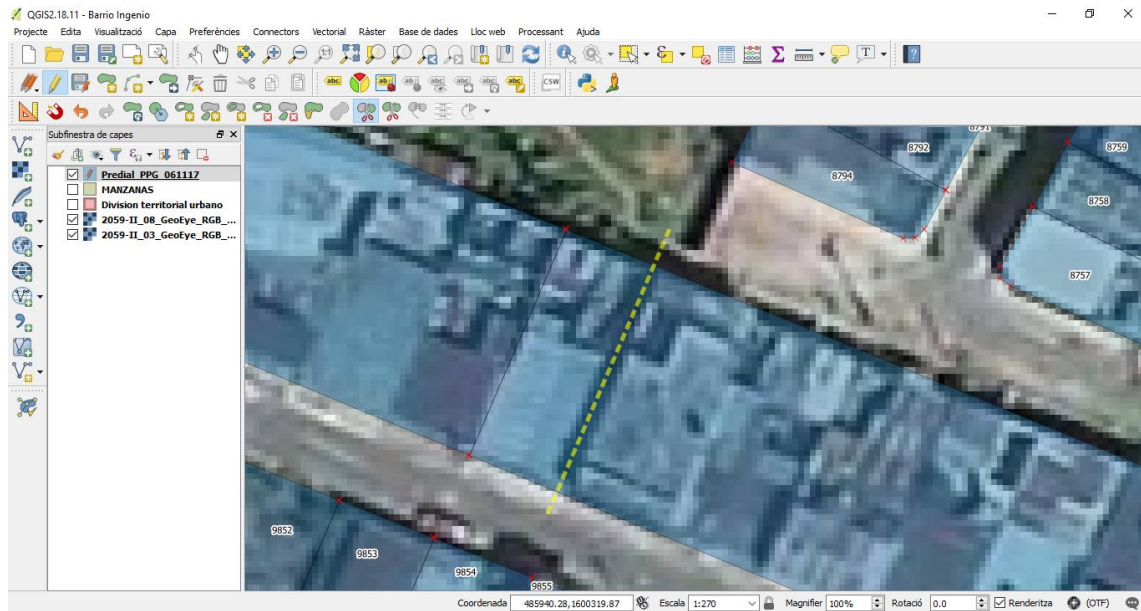 QGIS2.18.11 - Barrio Ingenio
Projecte Edita Visualització Capa Preferències Connectors Vectorial Ràster Base de dades Lloc web Processant Ajuda
Subfinestra de capes
Predial_PPG_061117
MANZANAS
Division territorial urbano
2059-II_08_GeoEye_RGB_...
2059-II_03_GeoEye_RGB_...
8791
8792
8759
8794
8758
8757
9852
9853
9854
9855
Coordenada 485940.28,1600319.87 Escala 1:270 Magnifier 100% Rotació 0.0 Renderitza (OTF)